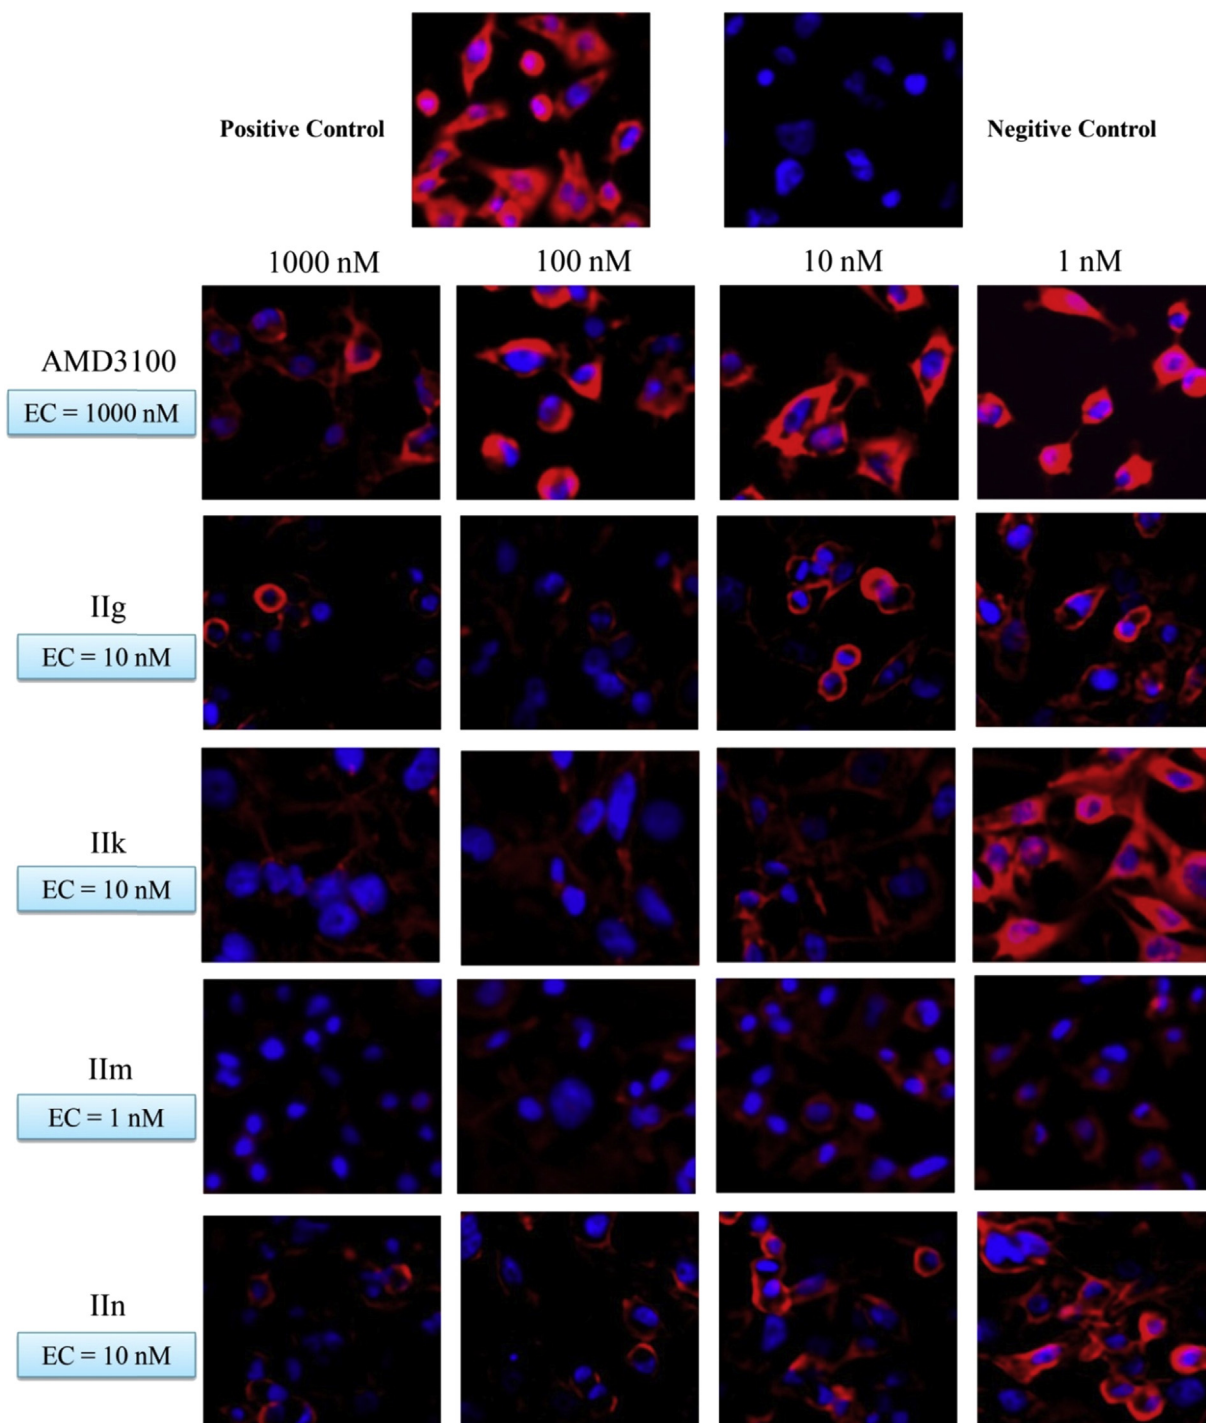 Positive Control
Negitive Control
1000 nM
100 nM
10 nM
1 nM
AMD3100
EC = 1000 nM
IIg
EC = 10 nM
IIk
EC = 10 nM
IIm
EC = 1 nM
IIn
EC = 10 nM